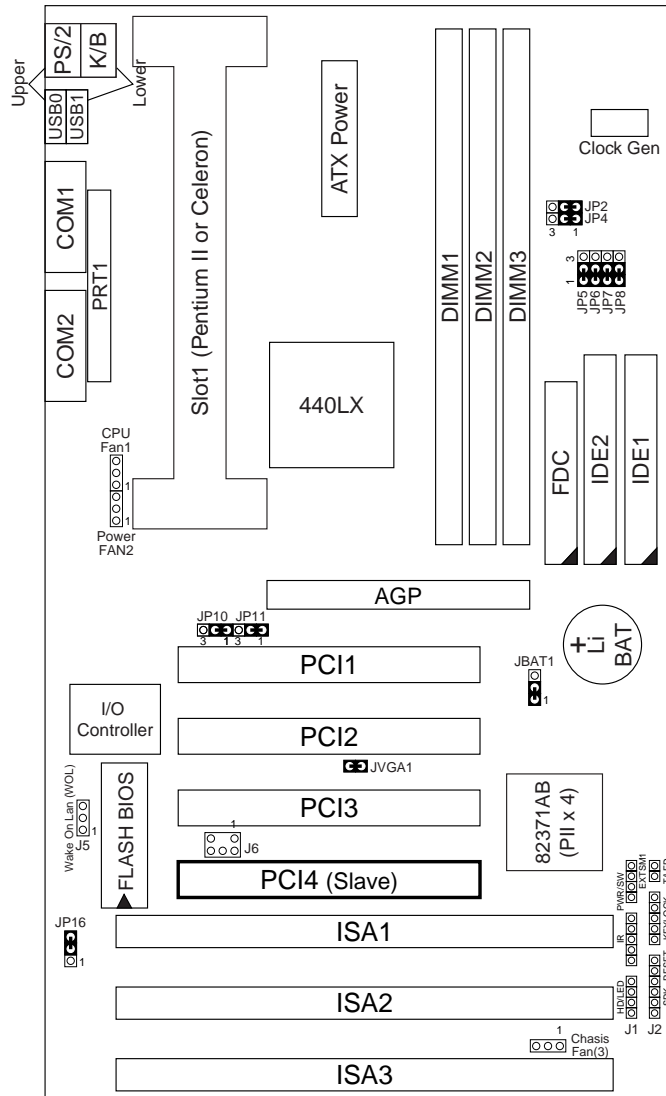 Upper
PS/2
K/B
Lower
USB0
USB1
COM1
COM2
PRT1
Slot1 (Pentium II or Celeron)
ATX Power
Clock Gen
JP2
JP4
3 1
3
1
JP5
JP6
JP7
JP8
DIMM1
DIMM2
DIMM3
440LX
FDC
IDE2
IDE1
CPU
Fan1
1
1
Power
FAN2
AGP
JP10 JP11
3 1 3 1
PCI1
JBAT1
1
+
Li
BAT
I/O
Controller
PCI2
JVGA1
PCI3
Wake On Lan (WOL)
J5
1
FLASH BIOS
1
J6
82371AB
(PII x 4)
PCI4 (Slave)
JP16
1
ISA1
ISA2
ISA3
PWR/SW
EXTSM1
IR
KEYLOCK
HD/LED
RESET
SPK
J1
J2
1
Chasis
Fan(3)